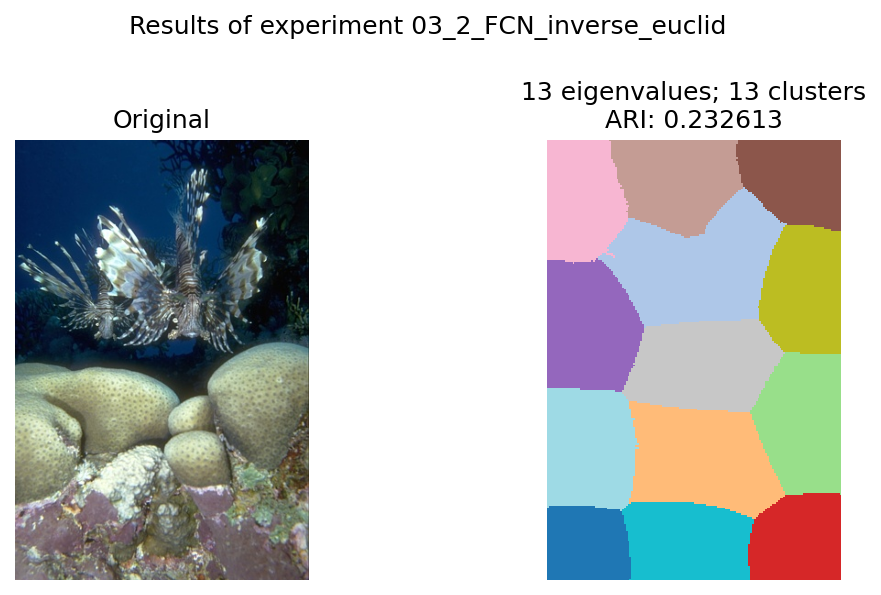 Results of experiment 03_2_FCN_inverse_euclid
Original
13 eigenvalues; 13 clusters
ARI: 0.232613